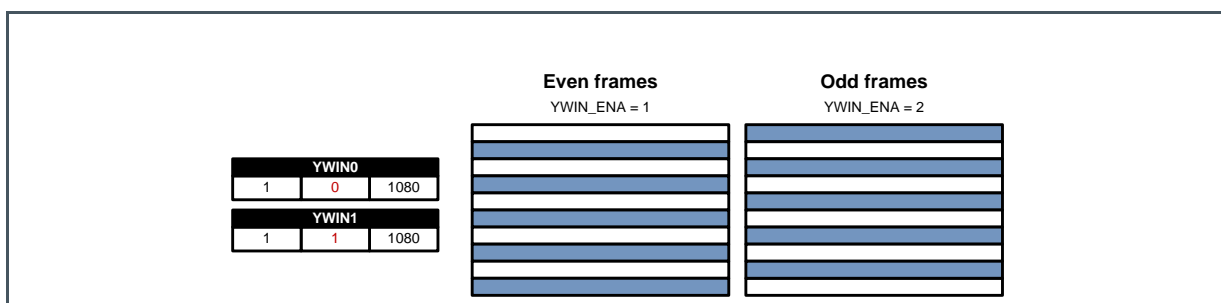 Even frames
Odd frames
YWIN_ENA = 1
YWIN_ENA = 2
YWIN0
1 0 1080
YWIN1
1 1 1080